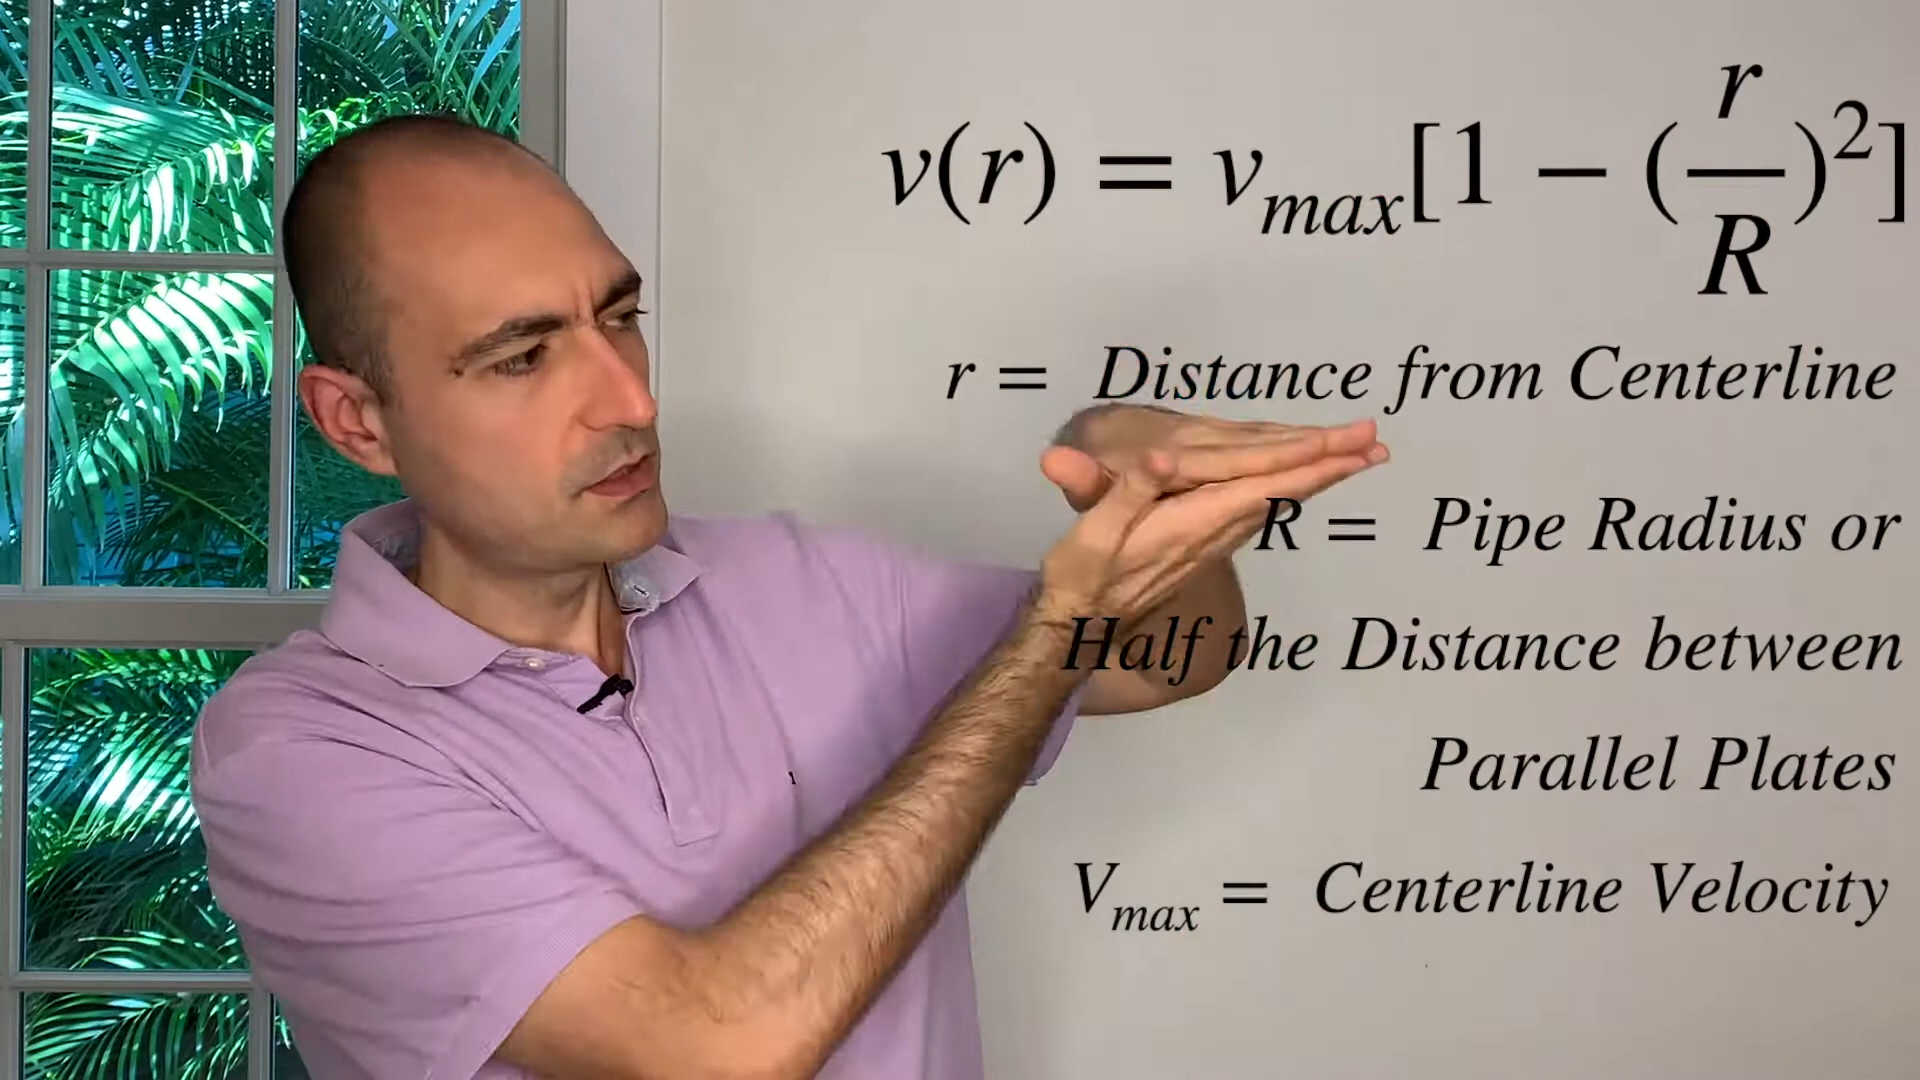 v(r) = v_max[1 − (r/R)^2]
r = Distance from Centerline
R = Pipe Radius or
Half the Distance between
Parallel Plates
V_max = Centerline Velocity